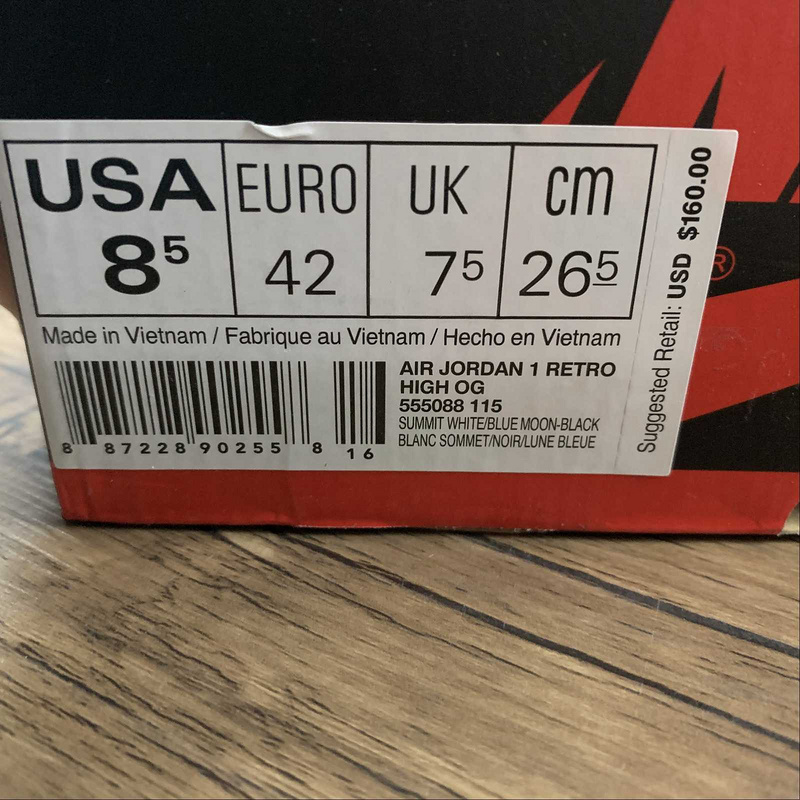 USA EURO UK cm
8⁵ 42 7⁵ 26⁵
Made in Vietnam / Fabrique au Vietnam / Hecho en Vietnam
AIR JORDAN 1 RETRO
HIGH OG
555088 115
SUMMIT WHITE/BLUE MOON-BLACK
BLANC SOMMET/NOIR/LUNE BLEUE
8 87228 90255 8 16
Suggested Retail: USD $160.00
®